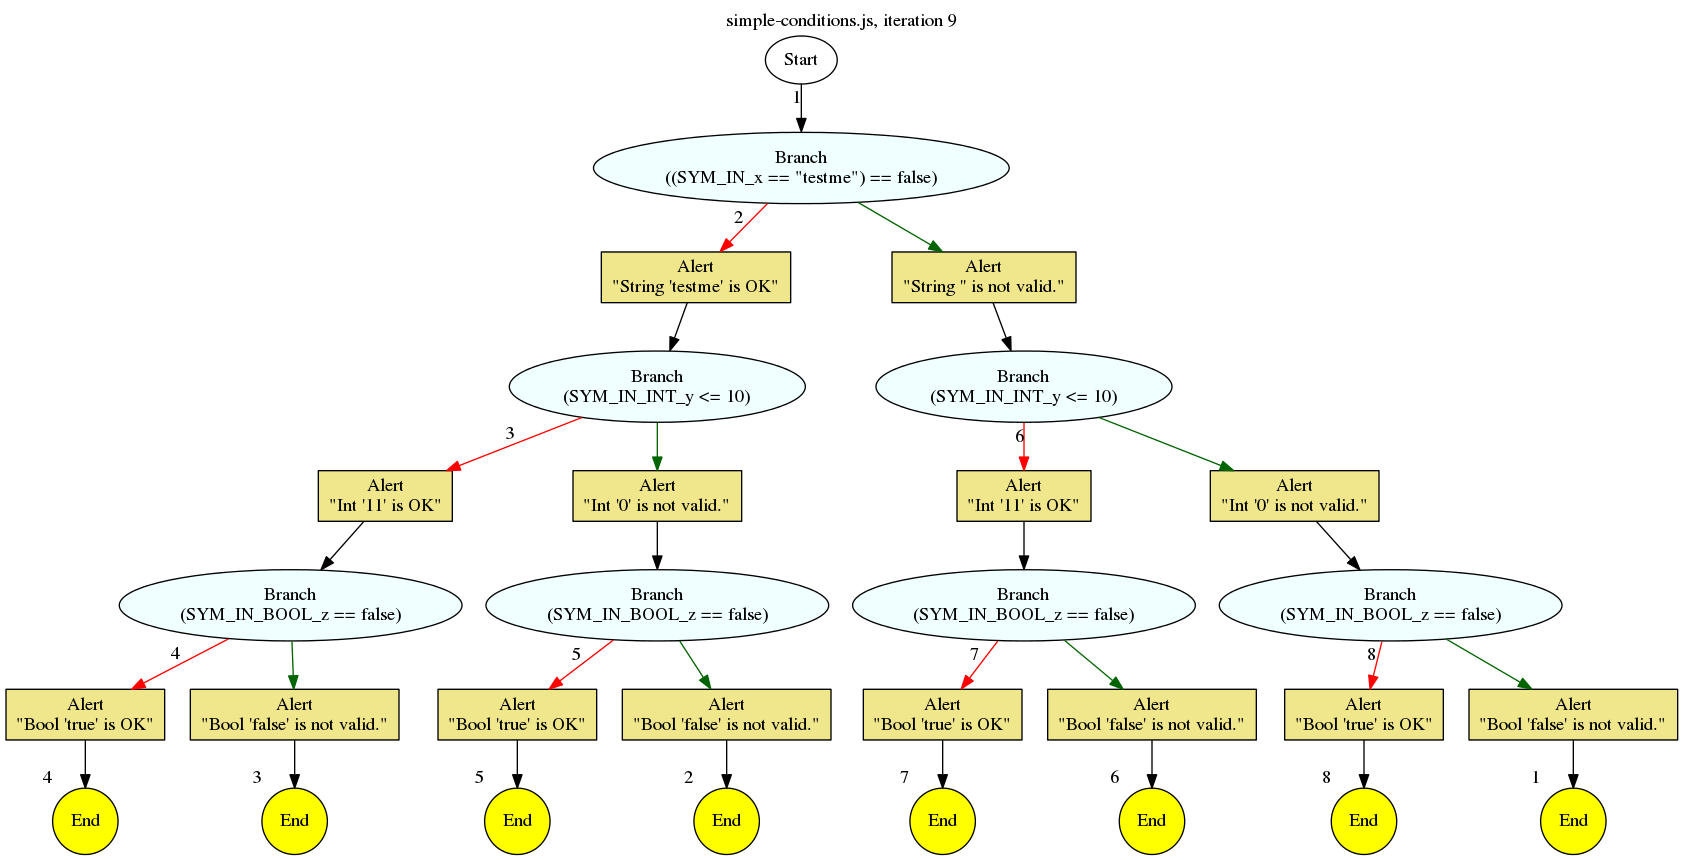 simple-conditions.js, iteration 9
Start
1
Branch
((SYM_IN_x == "testme") == false)
2
Alert
"String 'testme' is OK"
Alert
"String '' is not valid."
Branch
(SYM_IN_INT_y <= 10)
Branch
(SYM_IN_INT_y <= 10)
3
6
Alert
"Int '11' is OK"
Alert
"Int '0' is not valid."
Alert
"Int '11' is OK"
Alert
"Int '0' is not valid."
Branch
(SYM_IN_BOOL_z == false)
Branch
(SYM_IN_BOOL_z == false)
Branch
(SYM_IN_BOOL_z == false)
Branch
(SYM_IN_BOOL_z == false)
4
5
7
8
Alert
"Bool 'true' is OK"
Alert
"Bool 'false' is not valid."
Alert
"Bool 'true' is OK"
Alert
"Bool 'false' is not valid."
Alert
"Bool 'true' is OK"
Alert
"Bool 'false' is not valid."
Alert
"Bool 'true' is OK"
Alert
"Bool 'false' is not valid."
4
3
5
2
7
6
8
1
End
End
End
End
End
End
End
End